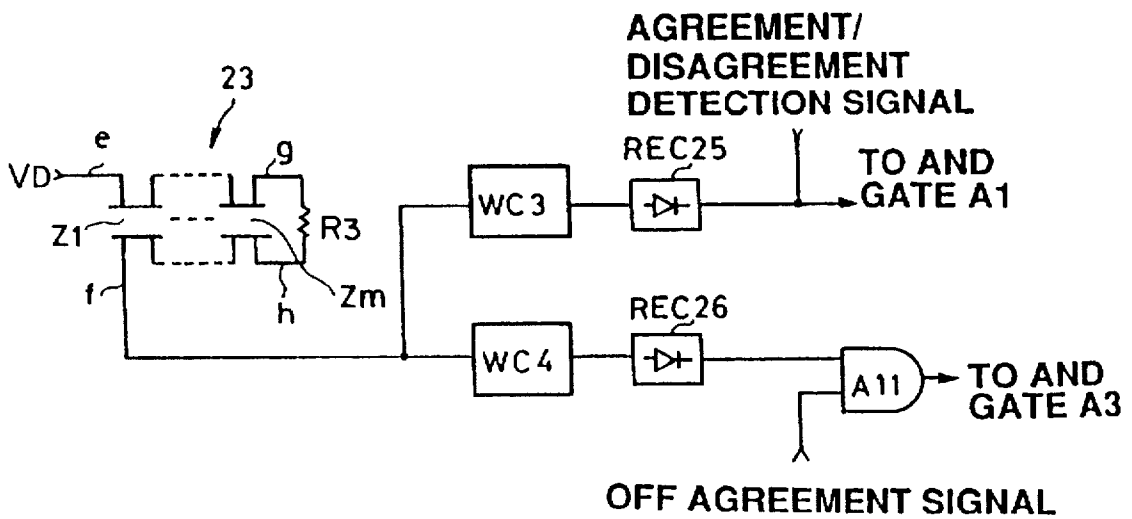 AGREEMENT/
DISAGREEMENT
DETECTION SIGNAL
23
e
g
VD
REC25
TO AND
GATE A1
WC3
Z1
R3
f
h
Zm
REC26
WC4
A11
TO AND
GATE A3
OFF AGREEMENT SIGNAL